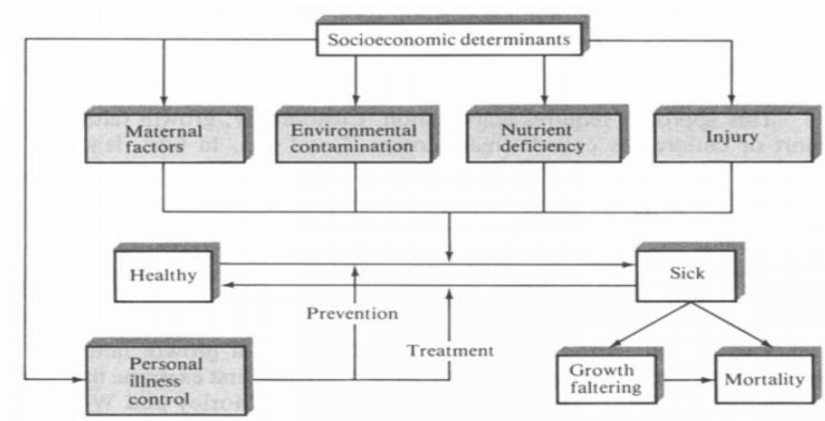 Socioeconomic determinants
Maternal
factors
Environmental
contamination
Nutrient
deficiency
Injury
Healthy
Sick
Prevention
Treatment
Personal
illness
control
Growth
faltering
Mortality